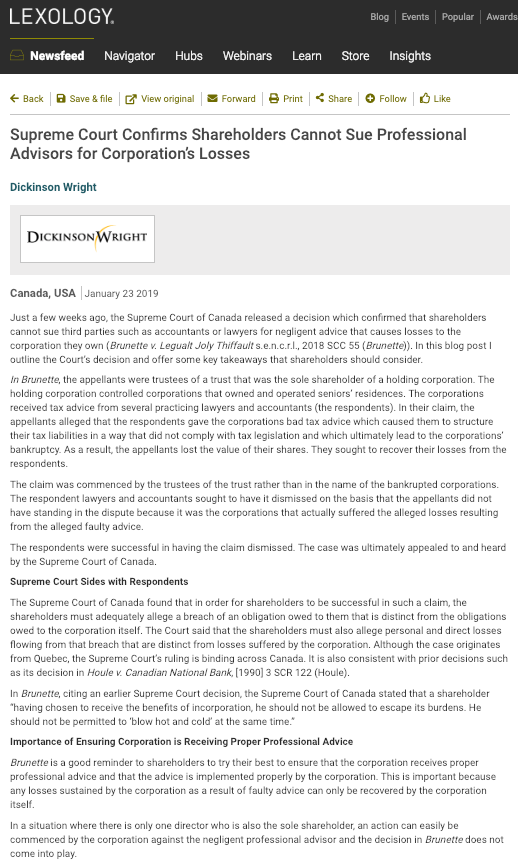 LEXOLOGY.
Blog Events Popular Awards
Newsfeed Navigator Hubs Webinars Learn Store Insights
Back Save & file View original Forward Print Share Follow Like
Supreme Court Confirms Shareholders Cannot Sue Professional
Advisors for Corporation's Losses
Dickinson Wright
DICKINSON WRIGHT
Canada, USA January 23 2019
Just a few weeks ago, the Supreme Court of Canada released a decision which confirmed that shareholders
cannot sue third parties such as accountants or lawyers for negligent advice that causes losses to the
corporation they own (Brunette v. Legualt Joly Thiffault s.e.n.c.r.l., 2018 SCC 55 (Brunette)). In this blog post I
outline the Court's decision and offer some key takeaways that shareholders should consider.
In Brunette, the appellants were trustees of a trust that was the sole shareholder of a holding corporation. The
holding corporation controlled corporations that owned and operated seniors' residences. The corporations
received tax advice from several practicing lawyers and accountants (the respondents). In their claim, the
appellants alleged that the respondents gave the corporations bad tax advice which caused them to structure
their tax liabilities in a way that did not comply with tax legislation and which ultimately lead to the corporations'
bankruptcy. As a result, the appellants lost the value of their shares. They sought to recover their losses from the
respondents.
The claim was commenced by the trustees of the trust rather than in the name of the bankrupted corporations.
The respondent lawyers and accountants sought to have it dismissed on the basis that the appellants did not
have standing in the dispute because it was the corporations that actually suffered the alleged losses resulting
from the alleged faulty advice.
The respondents were successful in having the claim dismissed. The case was ultimately appealed to and heard
by the Supreme Court of Canada.
Supreme Court Sides with Respondents
The Supreme Court of Canada found that in order for shareholders to be successful in such a claim, the
shareholders must adequately allege a breach of an obligation owed to them that is distinct from the obligations
owed to the corporation itself. The Court said that the shareholders must also allege personal and direct losses
flowing from that breach that are distinct from losses suffered by the corporation. Although the case originates
from Quebec, the Supreme Court's ruling is binding across Canada. It is also consistent with prior decisions such
as its decision in Houle v. Canadian National Bank, [1990] 3 SCR 122 (Houle).
In Brunette, citing an earlier Supreme Court decision, the Supreme Court of Canada stated that a shareholder
“having chosen to receive the benefits of incorporation, he should not be allowed to escape its burdens. He
should not be permitted to 'blow hot and cold' at the same time.”
Importance of Ensuring Corporation is Receiving Proper Professional Advice
Brunette is a good reminder to shareholders to try their best to ensure that the corporation receives proper
professional advice and that the advice is implemented properly by the corporation. This is important because
any losses sustained by the corporation as a result of faulty advice can only be recovered by the corporation
itself.
In a situation where there is only one director who is also the sole shareholder, an action can easily be
commenced by the corporation against the negligent professional advisor and the decision in Brunette does not
come into play.